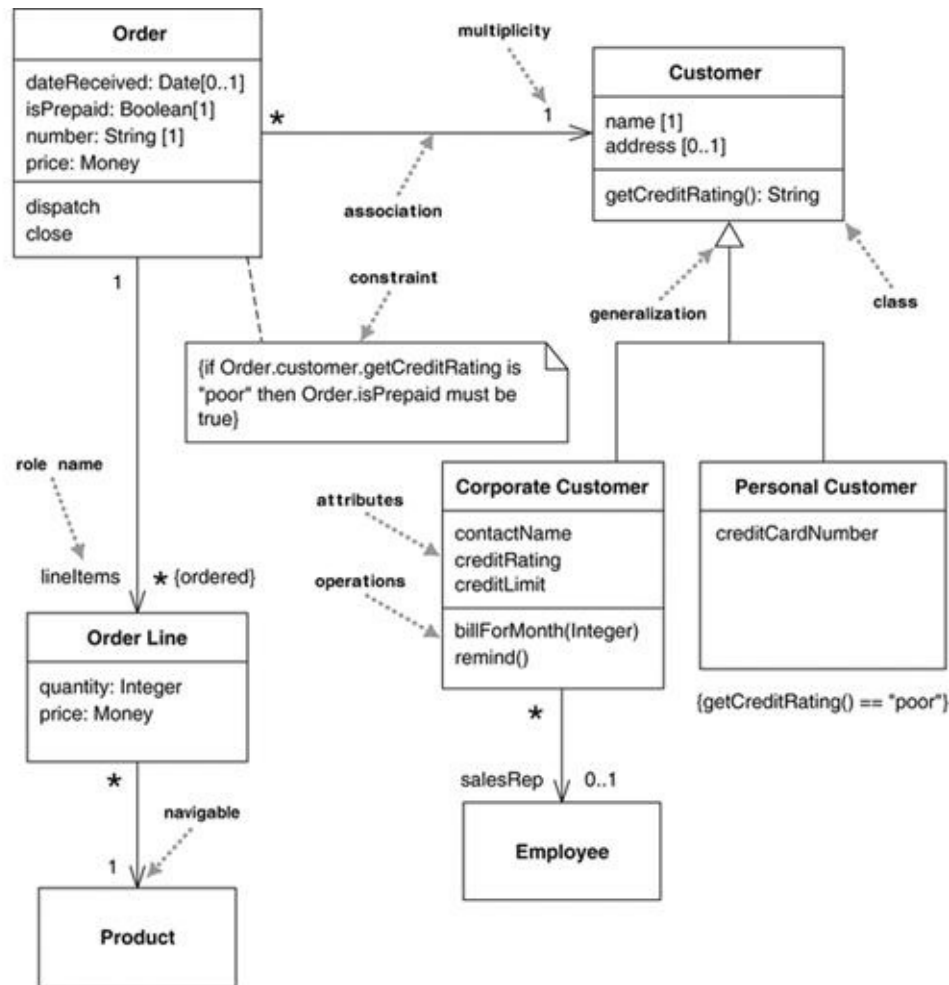 Order
dateReceived: Date[0..1]
isPrepaid: Boolean[1]
number: String [1]
price: Money
dispatch
close
multiplicity
*
1
association
Customer
name [1]
address [0..1]
getCreditRating(): String
class
generalization
1
constraint
{if Order.customer.getCreditRating is
"poor" then Order.isPrepaid must be
true}
role name
lineItems
* {ordered}
Order Line
quantity: Integer
price: Money
*
navigable
1
Product
attributes
operations
Corporate Customer
contactName
creditRating
creditLimit
billForMonth(Integer)
remind()
*
salesRep
0..1
Employee
Personal Customer
creditCardNumber
{getCreditRating() == "poor"}